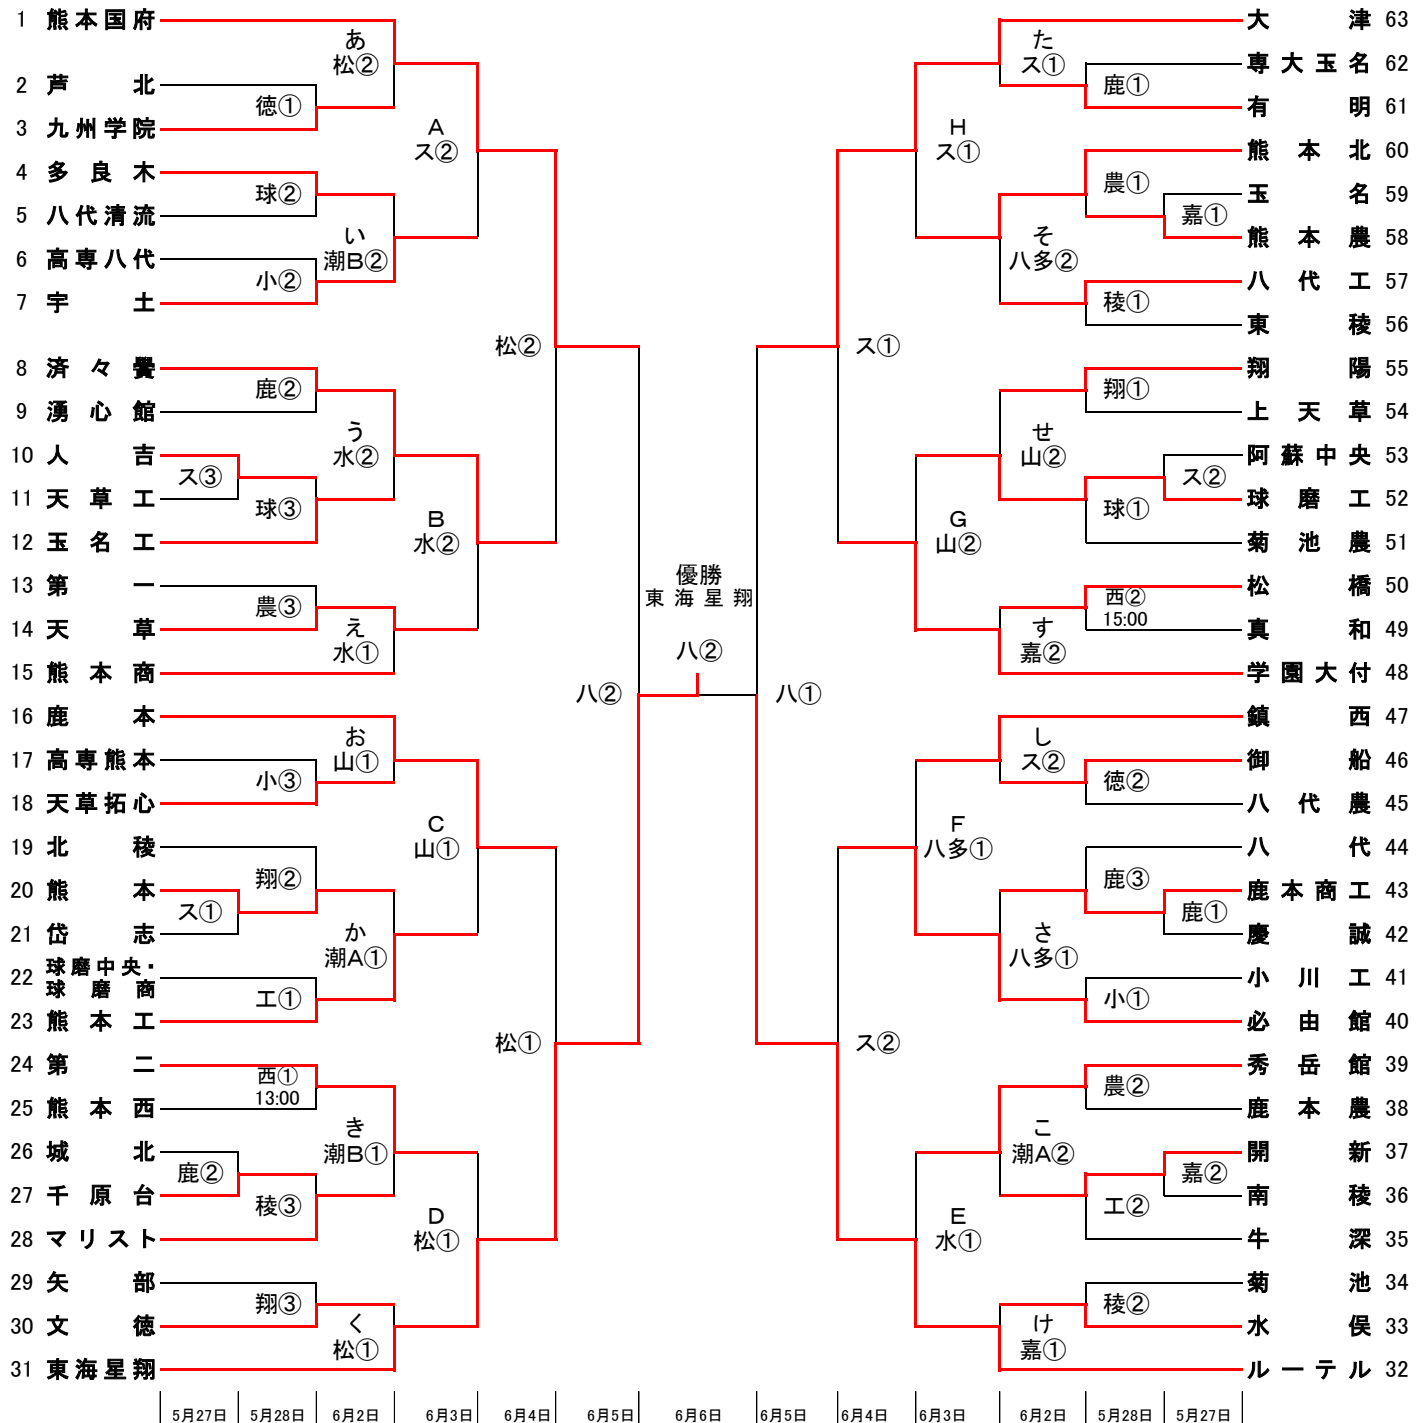 1 熊本国府
2 芦北
3 九州学院
4 多良木
5 八代清流
6 高専八代
7 宇土
8 済々黌
9 湧心館
10 人吉
11 天草工
12 玉名工
13 第一
14 天草
15 熊本商
16 鹿本
17 高専熊本
18 天草拓心
19 北稜
20 熊本
21 岱志
22 球磨中央・
球磨商
23 熊本工
24 第二
25 熊本西
26 城北
27 千原台
28 マリスト
29 矢部
30 文徳
31 東海星翔
ス③
ス①
鹿②
徳①
球②
小②
鹿②
球③
農③
小③
翔②
工①
西①
13:00
稜③
翔③
あ
松②
い
潮B②
う
水②
え
水①
お
山①
か
潮A①
き
潮B①
く
松①
A
ス②
B
水②
C
山①
D
松①
松②
松①
八②
優勝
東海星翔
八②
八①
ス①
ス②
H
ス①
G
山②
F
八多①
E
水①
た
ス①
そ
八多②
せ
山②
す
嘉②
し
ス②
さ
八多①
こ
潮A②
け
嘉①
鹿①
農①
稜①
翔①
球①
西②
15:00
徳②
鹿③
小①
農②
工②
稜②
嘉①
ス②
鹿①
嘉②
大津 63
専大玉名 62
有明 61
熊本北 60
玉名 59
熊本農 58
八代工 57
東稜 56
翔陽 55
上天草 54
阿蘇中央 53
球磨工 52
菊池農 51
松橋 50
真和 49
学園大付 48
鎮西 47
御船 46
八代農 45
八代 44
鹿本商工 43
慶誠 42
小川工 41
必由館 40
秀岳館 39
鹿本農 38
開新 37
南稜 36
牛深 35
菊池 34
水俣 33
ルーテル 32
5月27日 5月28日 6月2日 6月3日 6月4日 6月5日 6月6日 6月5日 6月4日 6月3日 6月2日 5月28日 5月27日